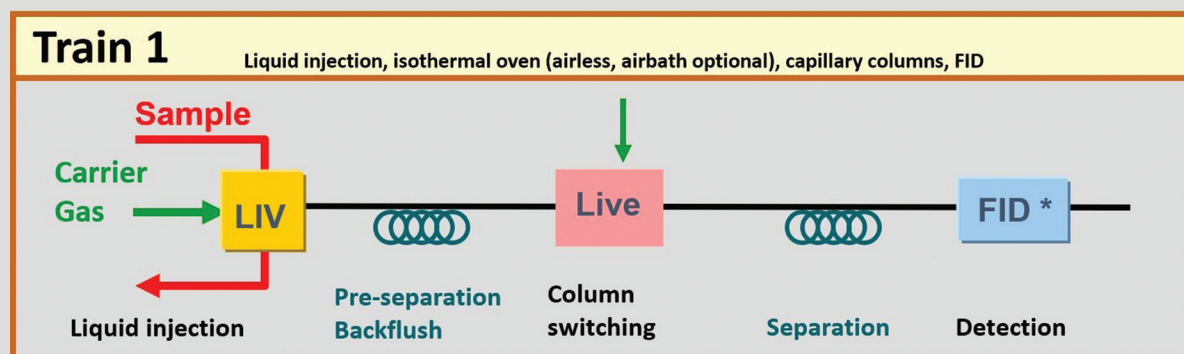 Train 1
Liquid injection, isothermal oven (airless, airbath optional), capillary columns, FID
Sample
Carrier
Gas
LIV
Live
FID *
Liquid injection
Pre-separation
Backflush
Column
switching
Separation
Detection